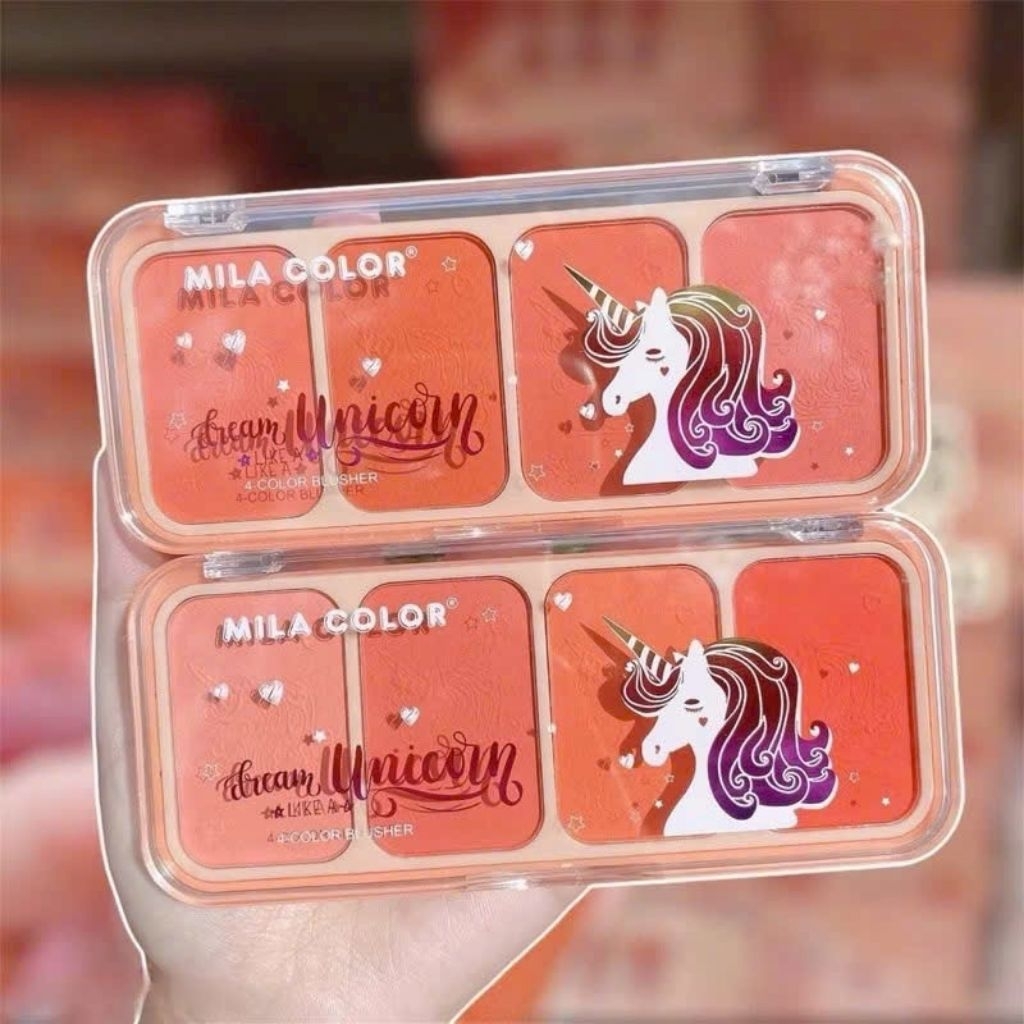 MILA COLOR®
dream Unicorn
LIKE A
4-COLOR BLUSHER
MILA COLOR®
dream Unicorn
LIKE A
4-COLOR BLUSHER